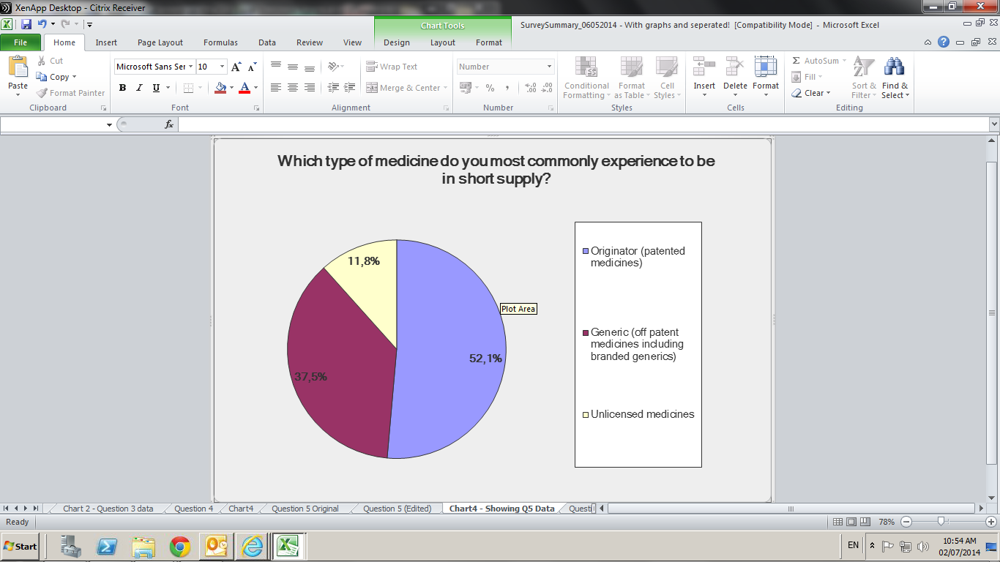 XenApp Desktop - Citrix Receiver
Chart Tools
SurveySummary_06052014 - With graphs and seperated! [Compatibility Mode] - Microsoft Excel
File Home Insert Page Layout Formulas Data Review View Design Layout Format
Cut
Copy
Format Painter
Paste
Clipboard
Microsoft Sans Ser 10
B I U
Font
Wrap Text
Merge & Center
Alignment
Number
%
Number
Conditional
Formatting
Format
as Table
Cell
Styles
Styles
Insert Delete Format
Cells
AutoSum
Fill
Clear
Sort &
Filter
Find &
Select
Editing
fx
Which type of medicine do you most commonly experience to be
in short supply?
11,8%
52,1%
37,5%
Plot Area
Originator (patented
medicines)
Generic (off patent
medicines including
branded generics)
Unlicensed medicines
Chart 2 - Question 3 data Question 4 Chart4 Question 5 Original Question 5 (Edited) Chart4 - Showing Q5 Data Questi
Ready
78%
Start
EN
10:54 AM
02/07/2014